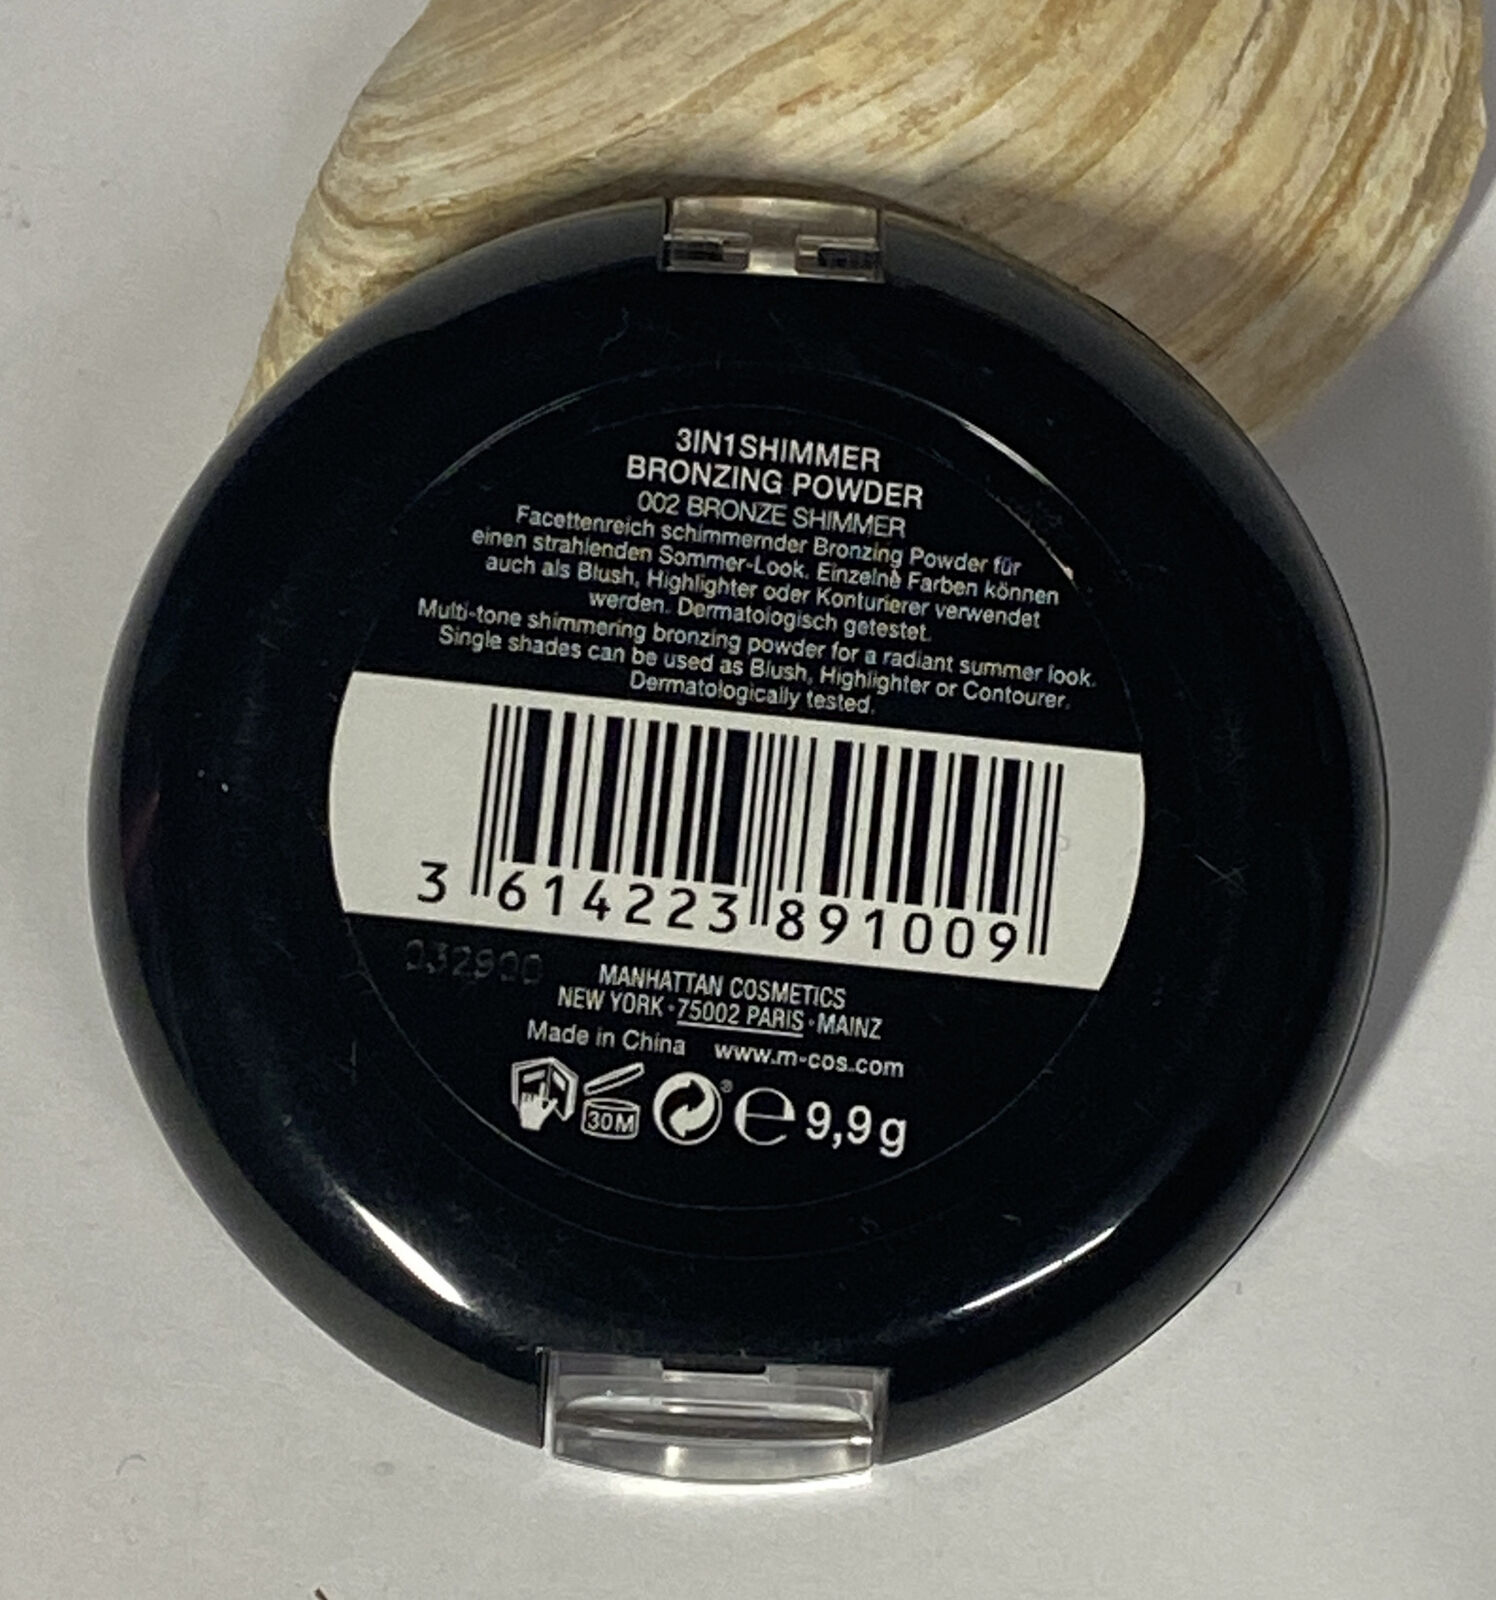 3IN1SHIMMER
BRONZING POWDER
002 BRONZE SHIMMER
Facettenreich schimmernder Bronzing Powder für
einen strahlenden Sommer-Look. Einzelne Farben können
auch als Blush, Highlighter oder Konturierer verwendet
werden. Dermatologisch getestet.
Multi-tone shimmering bronzing powder for a radiant summer look.
Single shades can be used as Blush, Highlighter or Contourer.
Dermatologically tested.
3 614223 891009
MANHATTAN COSMETICS
NEW YORK · 75002 PARIS · MAINZ
Made in China www.m-cos.com
30M ® e 9,9 g